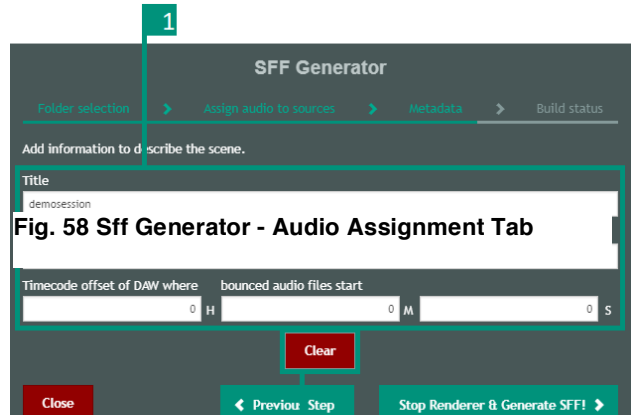 1
SFF Generator
Folder selection > Assign audio to sources > Metadata > Build status
Add information to describe the scene.
Title
demosession
Fig. 58 Sff Generator - Audio Assignment Tab
Timecode offset of DAW where bounced audio files start
0 H 0 M 0 S
Clear
Close Previous Step Stop Renderer & Generate SFF!